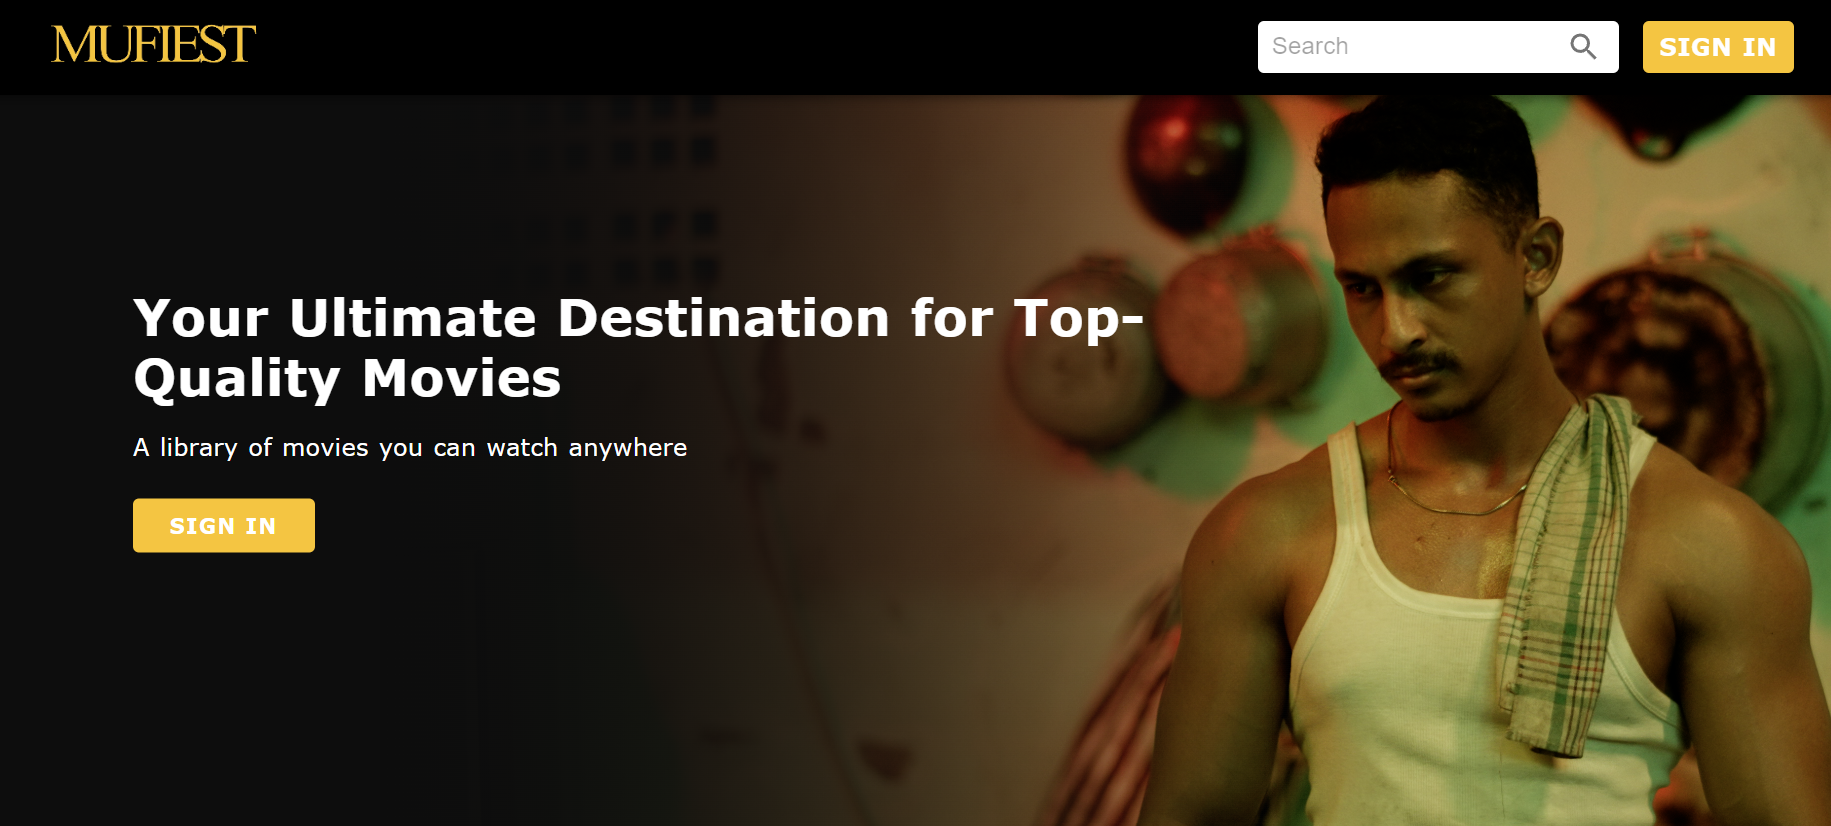 MUFIEST
Search
SIGN IN
Your Ultimate Destination for Top-
Quality Movies
A library of movies you can watch anywhere
SIGN IN